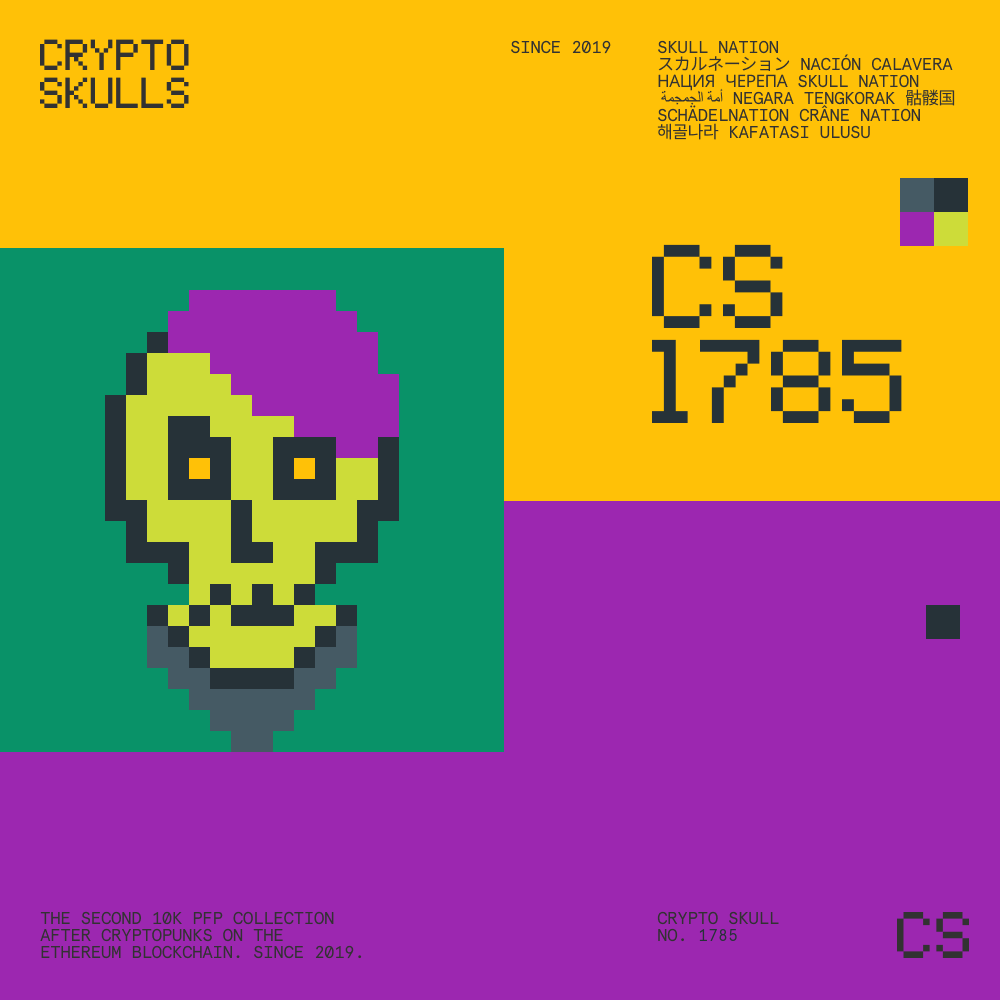 CRYPTO
SKULLS
SINCE 2019
SKULL NATION
スカルネーション NACIÓN CALAVERA
НАЦИЯ ЧЕРЕПА SKULL NATION
أمة الجمجمة NEGARA TENGKORAK 骷髅国
SCHÄDELNATION CRÂNE NATION
해골나라 KAFATASI ULUSU
CS
1785
THE SECOND 10K PFP COLLECTION
AFTER CRYPTOPUNKS ON THE
ETHEREUM BLOCKCHAIN. SINCE 2019.
CRYPTO SKULL
NO. 1785
CS